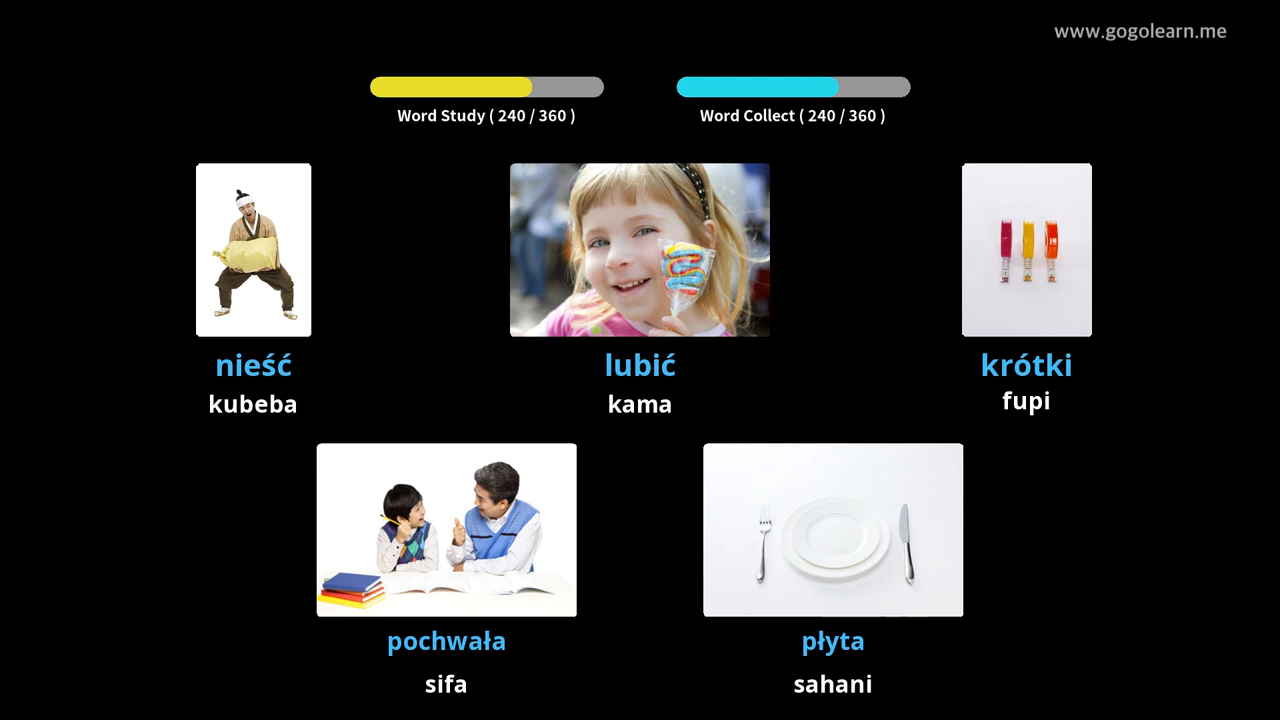 www.gogolearn.me
Word Study ( 240 / 360 )
Word Collect ( 240 / 360 )
nieść
kubeba
lubić
kama
krótki
fupi
pochwała
sifa
płyta
sahani